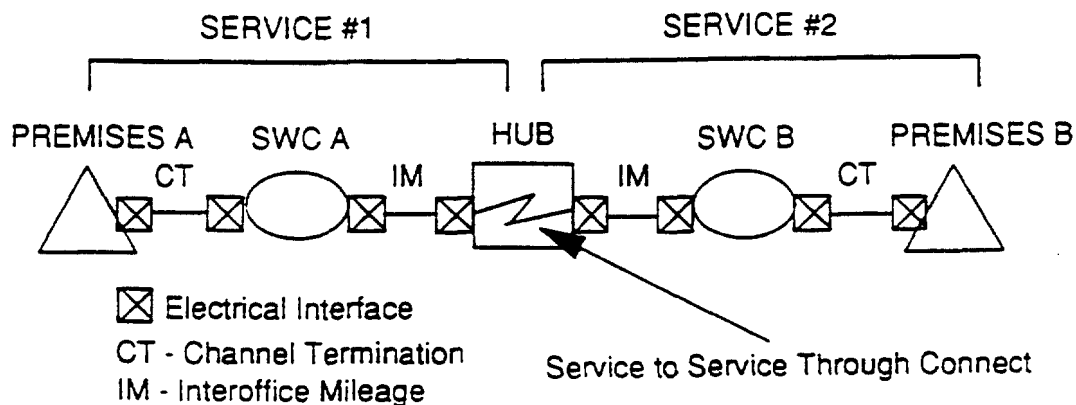 SERVICE #1
SERVICE #2
PREMISES A
SWC A
HUB
SWC B
PREMISES B
CT
IM
IM
CT
Electrical Interface
CT - Channel Termination
IM - Interoffice Mileage
Service to Service Through Connect